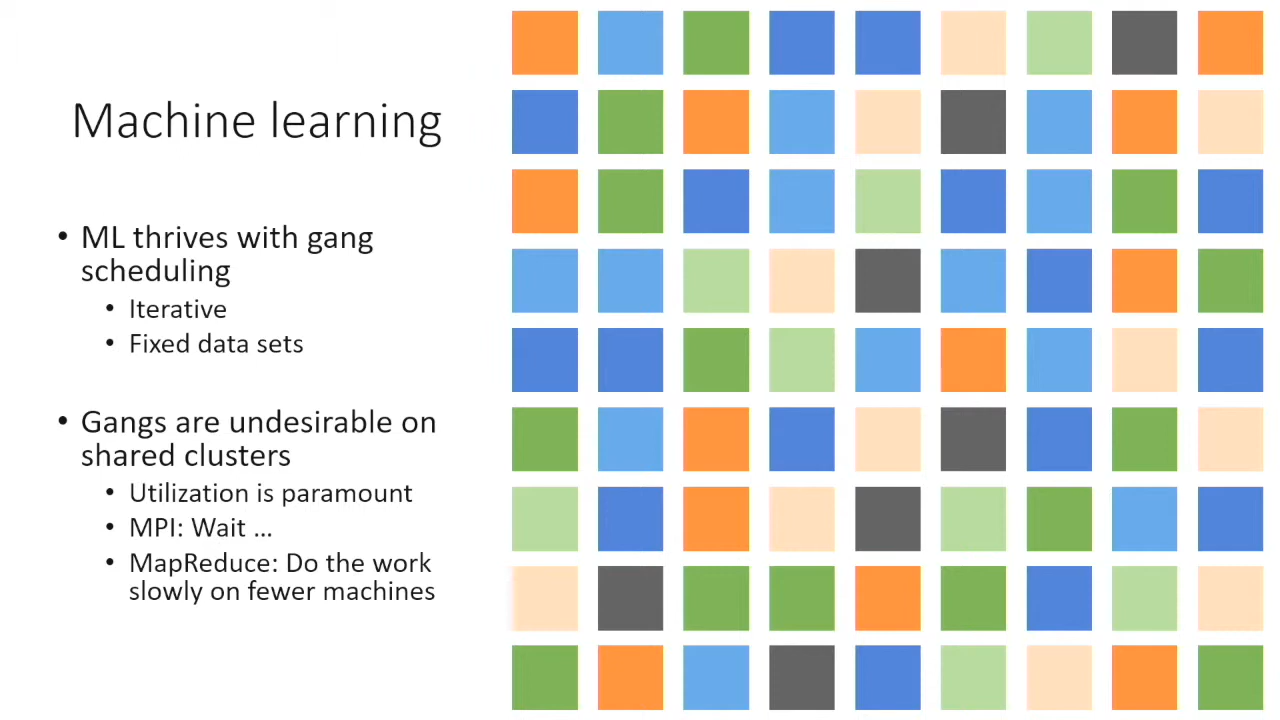 Machine learning
• ML thrives with gang
scheduling
• Iterative
• Fixed data sets
• Gangs are undesirable on
shared clusters
• Utilization is paramount
• MPI: Wait …
• MapReduce: Do the work
slowly on fewer machines